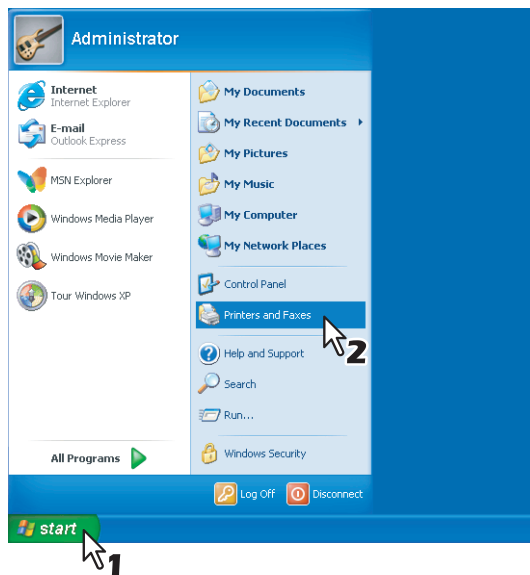 Administrator
Internet
Internet Explorer
E-mail
Outlook Express
MSN Explorer
Windows Media Player
Windows Movie Maker
Tour Windows XP
All Programs
My Documents
My Recent Documents
My Pictures
My Music
My Computer
My Network Places
Control Panel
Printers and Faxes
2
Help and Support
Search
Run...
Windows Security
Log Off Disconnect
start
1